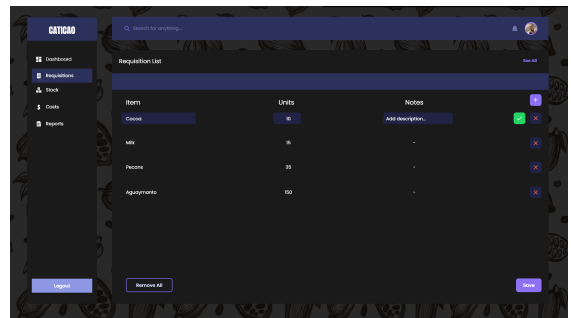 CATICAO
Search for anything...
Dashboard
Requisitions
Stock
Costs
Reports
Logout
Requisition List
See All
Item Units Notes
Cocoa 10 Add description...
Milk 15 -
Pecans 35 -
Aguaymanto 150 -
Remove All
Save